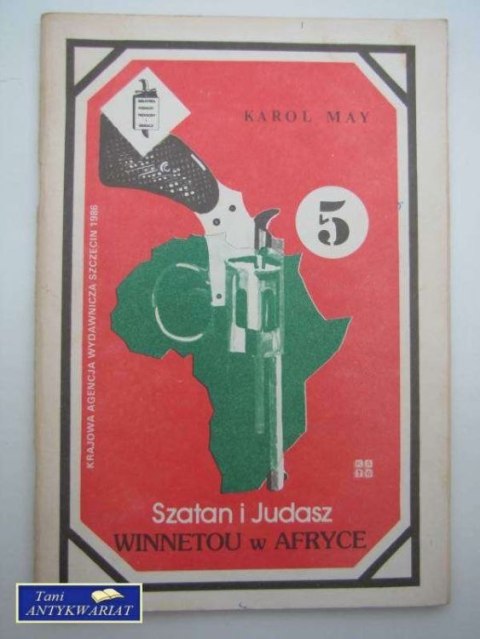 KAROL MAY
5
KRAJOWA AGENCJA WYDAWNICZA SZCZECIN 1986
Szatan i Judasz
WINNETOU w AFRYCE
Tani
ANTYKWARIAT